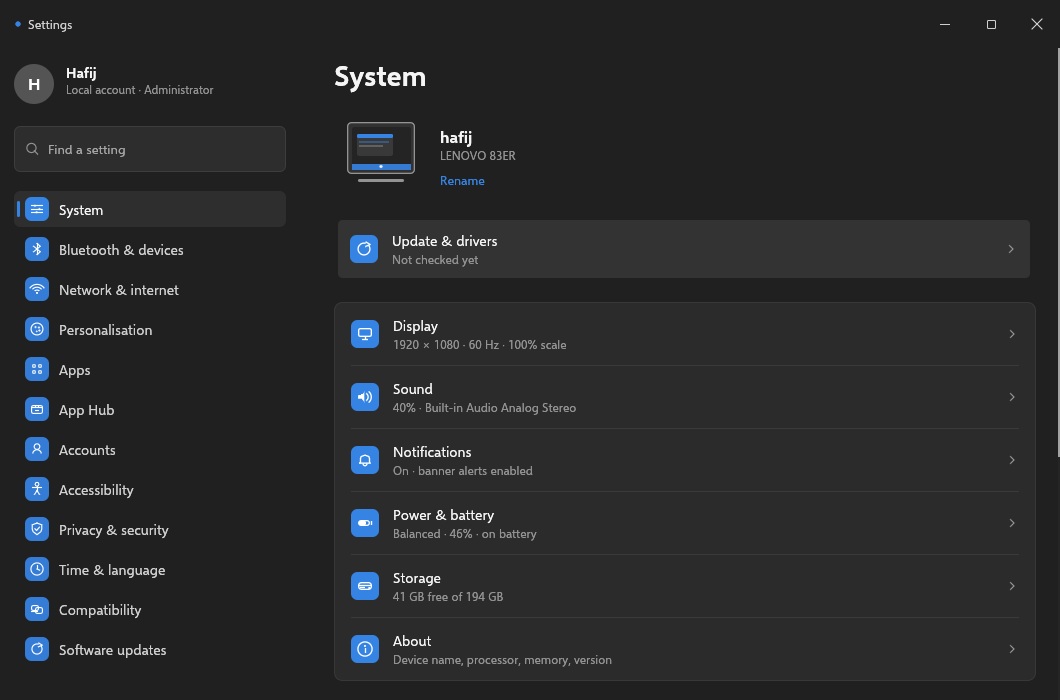 Settings
H
Hafij
Local account · Administrator
Find a setting
System
Bluetooth & devices
Network & internet
Personalisation
Apps
App Hub
Accounts
Accessibility
Privacy & security
Time & language
Compatibility
Software updates
System
hafij
LENOVO 83ER
Rename
Update & drivers
Not checked yet
Display
1920 × 1080 · 60 Hz · 100% scale
Sound
40% · Built-in Audio Analog Stereo
Notifications
On · banner alerts enabled
Power & battery
Balanced · 46% · on battery
Storage
41 GB free of 194 GB
About
Device name, processor, memory, version